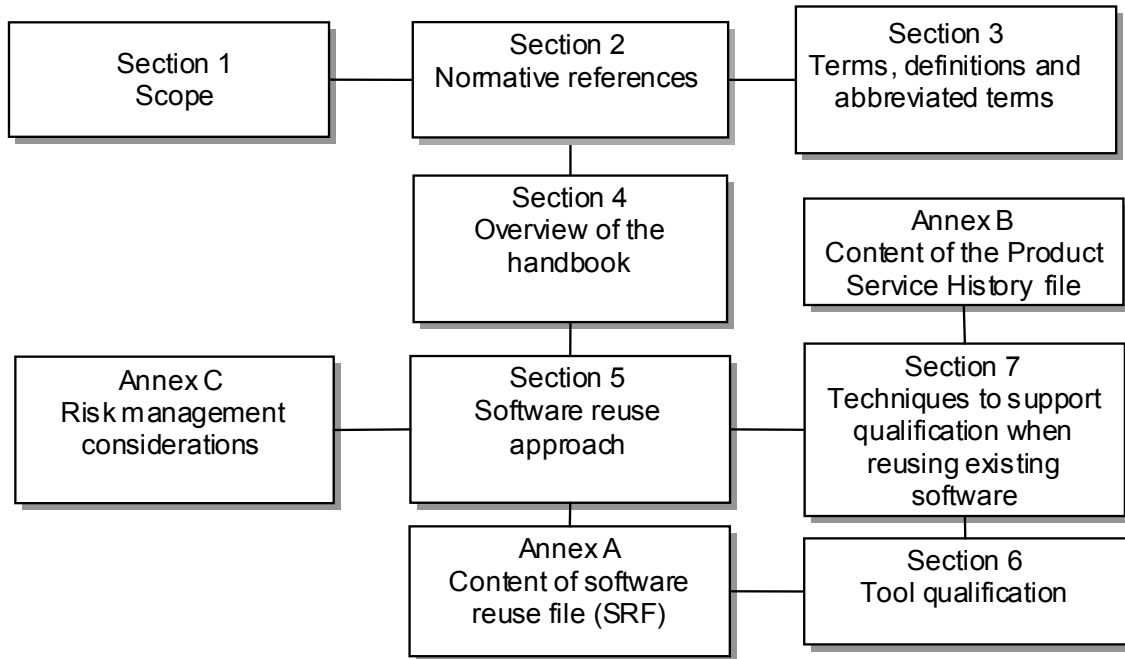 Section 1
Scope
Section 2
Normative references
Section 3
Terms, definitions and
abbreviated terms
Section 4
Overview of the
handbook
Annex B
Content of the Product
Service History file
Annex C
Risk management
considerations
Section 5
Software reuse
approach
Section 7
Techniques to support
qualification when
reusing existing
software
Annex A
Content of software
reuse file (SRF)
Section 6
Tool qualification